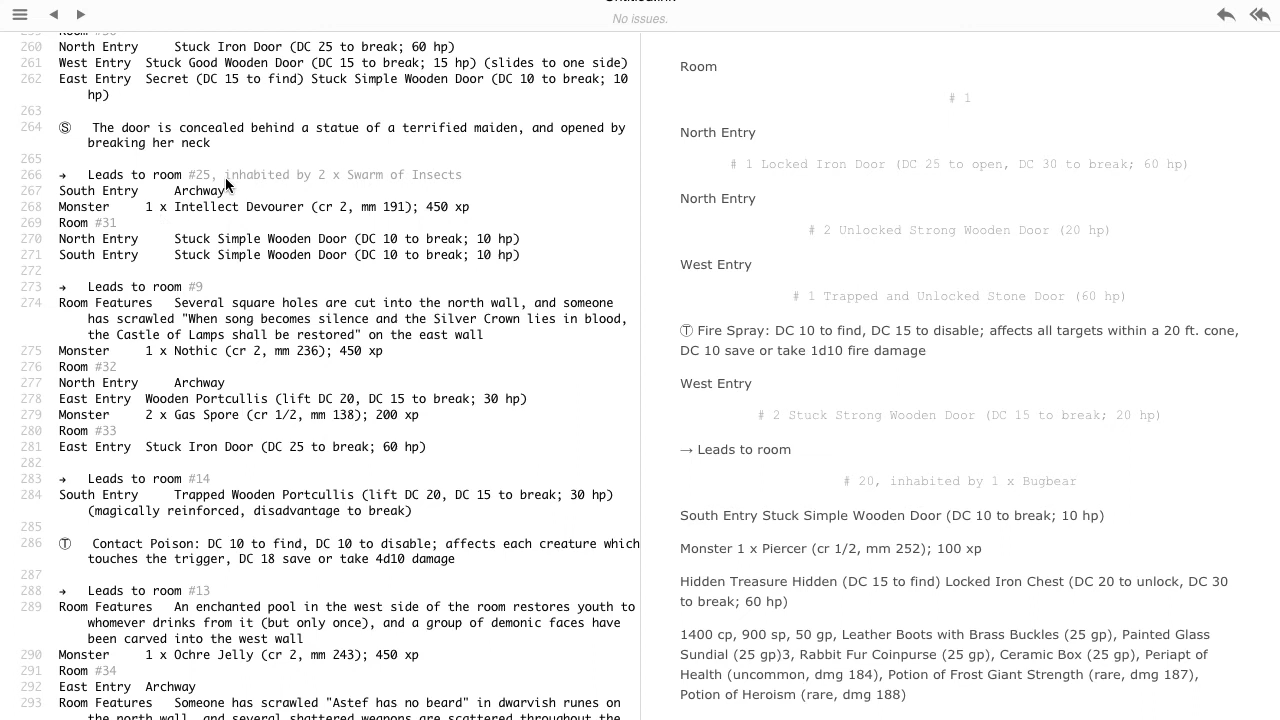 No issues.
260 North Entry Stuck Iron Door (DC 25 to break; 60 hp)
261 West Entry Stuck Good Wooden Door (DC 15 to break; 15 hp) (slides to one side)
262 East Entry Secret (DC 15 to find) Stuck Simple Wooden Door (DC 10 to break; 10
hp)
263
264 Ⓢ The door is concealed behind a statue of a terrified maiden, and opened by
breaking her neck
265
266 → Leads to room #25, inhabited by 2 x Swarm of Insects
267 South Entry Archway
268 Monster 1 x Intellect Devourer (cr 2, mm 191); 450 xp
269 Room #31
270 North Entry Stuck Simple Wooden Door (DC 10 to break; 10 hp)
271 South Entry Stuck Simple Wooden Door (DC 10 to break; 10 hp)
272
273 → Leads to room #9
274 Room Features Several square holes are cut into the north wall, and someone
has scrawled "When song becomes silence and the Silver Crown lies in blood,
the Castle of Lamps shall be restored" on the east wall
275 Monster 1 x Nothic (cr 2, mm 236); 450 xp
276 Room #32
277 North Entry Archway
278 East Entry Wooden Portcullis (lift DC 20, DC 15 to break; 30 hp)
279 Monster 2 x Gas Spore (cr 1/2, mm 138); 200 xp
280 Room #33
281 East Entry Stuck Iron Door (DC 25 to break; 60 hp)
282
283 → Leads to room #14
284 South Entry Trapped Wooden Portcullis (lift DC 20, DC 15 to break; 30 hp)
(magically reinforced, disadvantage to break)
285
286 Ⓣ Contact Poison: DC 10 to find, DC 10 to disable; affects each creature which
touches the trigger, DC 18 save or take 4d10 damage
287
288 → Leads to room #13
289 Room Features An enchanted pool in the west side of the room restores youth to
whomever drinks from it (but only once), and a group of demonic faces have
been carved into the west wall
290 Monster 1 x Ochre Jelly (cr 2, mm 243); 450 xp
291 Room #34
292 East Entry Archway
293 Room Features Someone has scrawled "Astef has no beard" in dwarvish runes on
the north wall, and several shattered weapons are scattered throughout the
Room
# 1
North Entry
# 1 Locked Iron Door (DC 25 to open, DC 30 to break; 60 hp)
North Entry
# 2 Unlocked Strong Wooden Door (20 hp)
West Entry
# 1 Trapped and Unlocked Stone Door (60 hp)
Ⓣ Fire Spray: DC 10 to find, DC 15 to disable; affects all targets within a 20 ft. cone,
DC 10 save or take 1d10 fire damage
West Entry
# 2 Stuck Strong Wooden Door (DC 15 to break; 20 hp)
→ Leads to room
# 20, inhabited by 1 x Bugbear
South Entry Stuck Simple Wooden Door (DC 10 to break; 10 hp)
Monster 1 x Piercer (cr 1/2, mm 252); 100 xp
Hidden Treasure Hidden (DC 15 to find) Locked Iron Chest (DC 20 to unlock, DC 30
to break; 60 hp)
1400 cp, 900 sp, 50 gp, Leather Boots with Brass Buckles (25 gp), Painted Glass
Sundial (25 gp)3, Rabbit Fur Coinpurse (25 gp), Ceramic Box (25 gp), Periapt of
Health (uncommon, dmg 184), Potion of Frost Giant Strength (rare, dmg 187),
Potion of Heroism (rare, dmg 188)